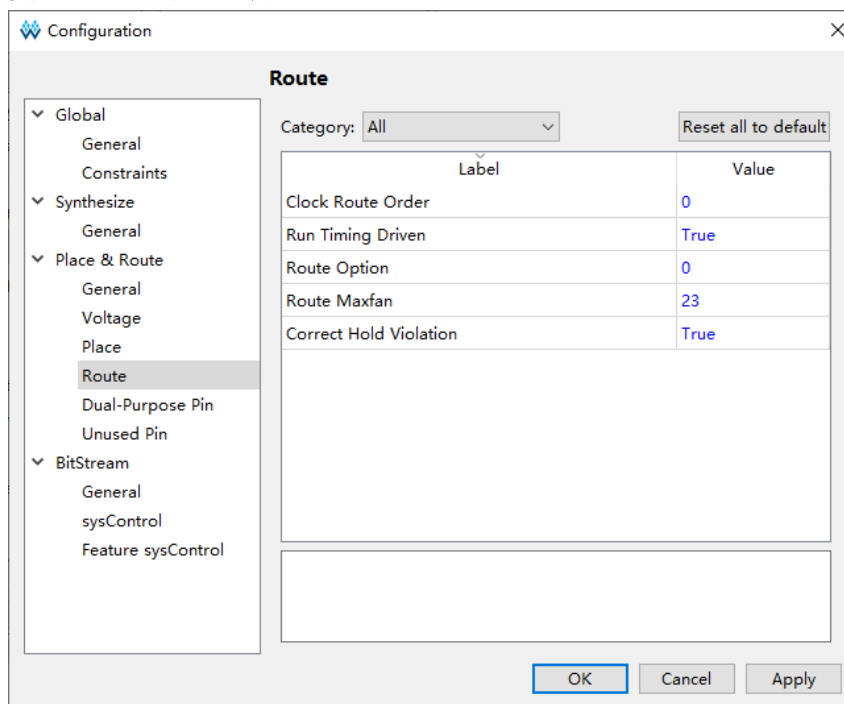 Configuration
Route
Global
General
Constraints
Synthesize
General
Place & Route
General
Voltage
Place
Route
Dual-Purpose Pin
Unused Pin
BitStream
General
sysControl
Feature sysControl
Category: All
Reset all to default
Label Value
Clock Route Order 0
Run Timing Driven True
Route Option 0
Route Maxfan 23
Correct Hold Violation True
OK Cancel Apply